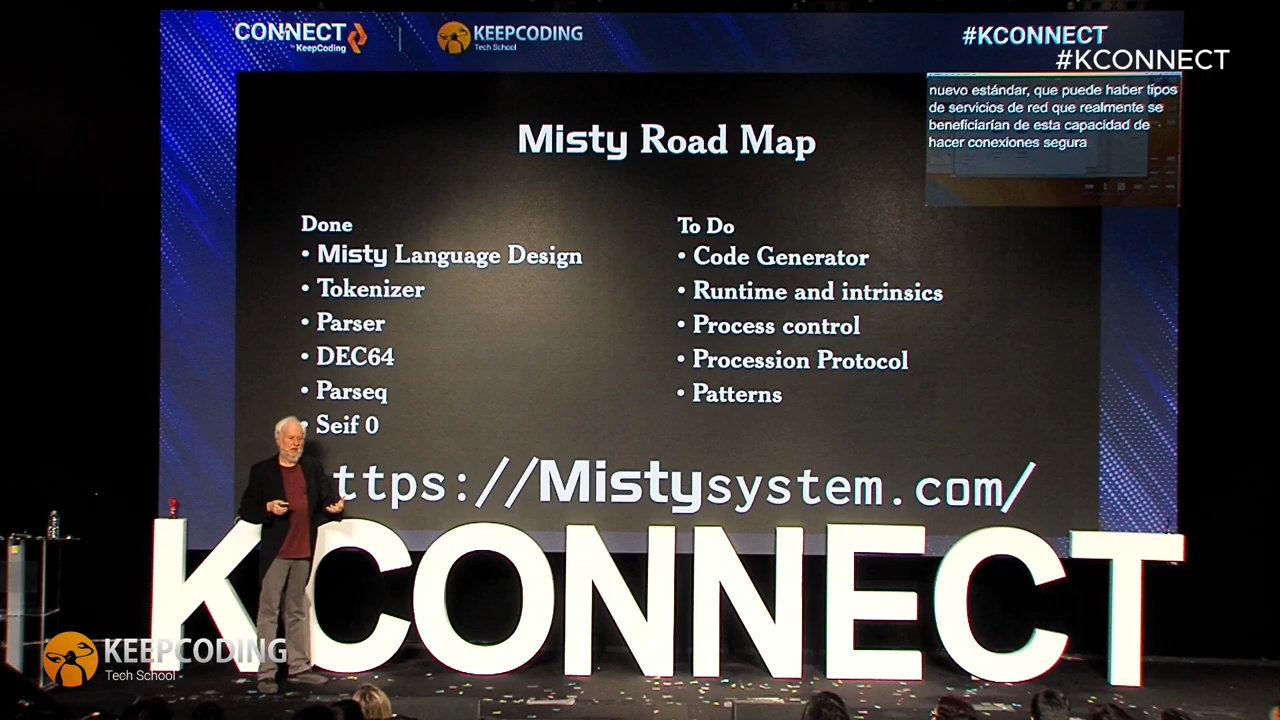 CONNECT
by KeepCoding
KEEPCODING
Tech School
#KCONNECT
#KCONNECT
nuevo estándar, que puede haber tipos
de servicios de red que realmente se
beneficiarían de esta capacidad de
hacer conexiones segura
Misty Road Map
Done
• Misty Language Design
• Tokenizer
• Parser
• DEC64
• Parseq
• Seif 0
To Do
• Code Generator
• Runtime and intrinsics
• Process control
• Procession Protocol
• Patterns
ttps://Mistysystem.com/
KCONNECT
KEEPCODING
Tech School